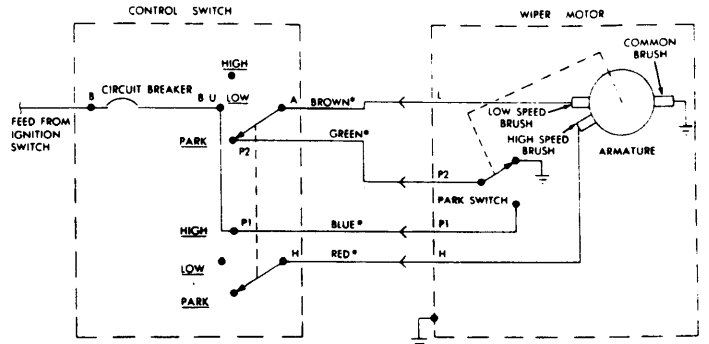 CONTROL SWITCH
WIPER MOTOR
HIGH
COMMON
BRUSH
B
CIRCUIT BREAKER
B U
LOW
A
BROWN*
L
LOW SPEED
BRUSH
FEED FROM
IGNITION
SWITCH
PARK
P2
GREEN*
HIGH SPEED
BRUSH
ARMATURE
P2
PARK SWITCH
HIGH
P1
BLUE*
P1
LOW
H
RED*
H
PARK